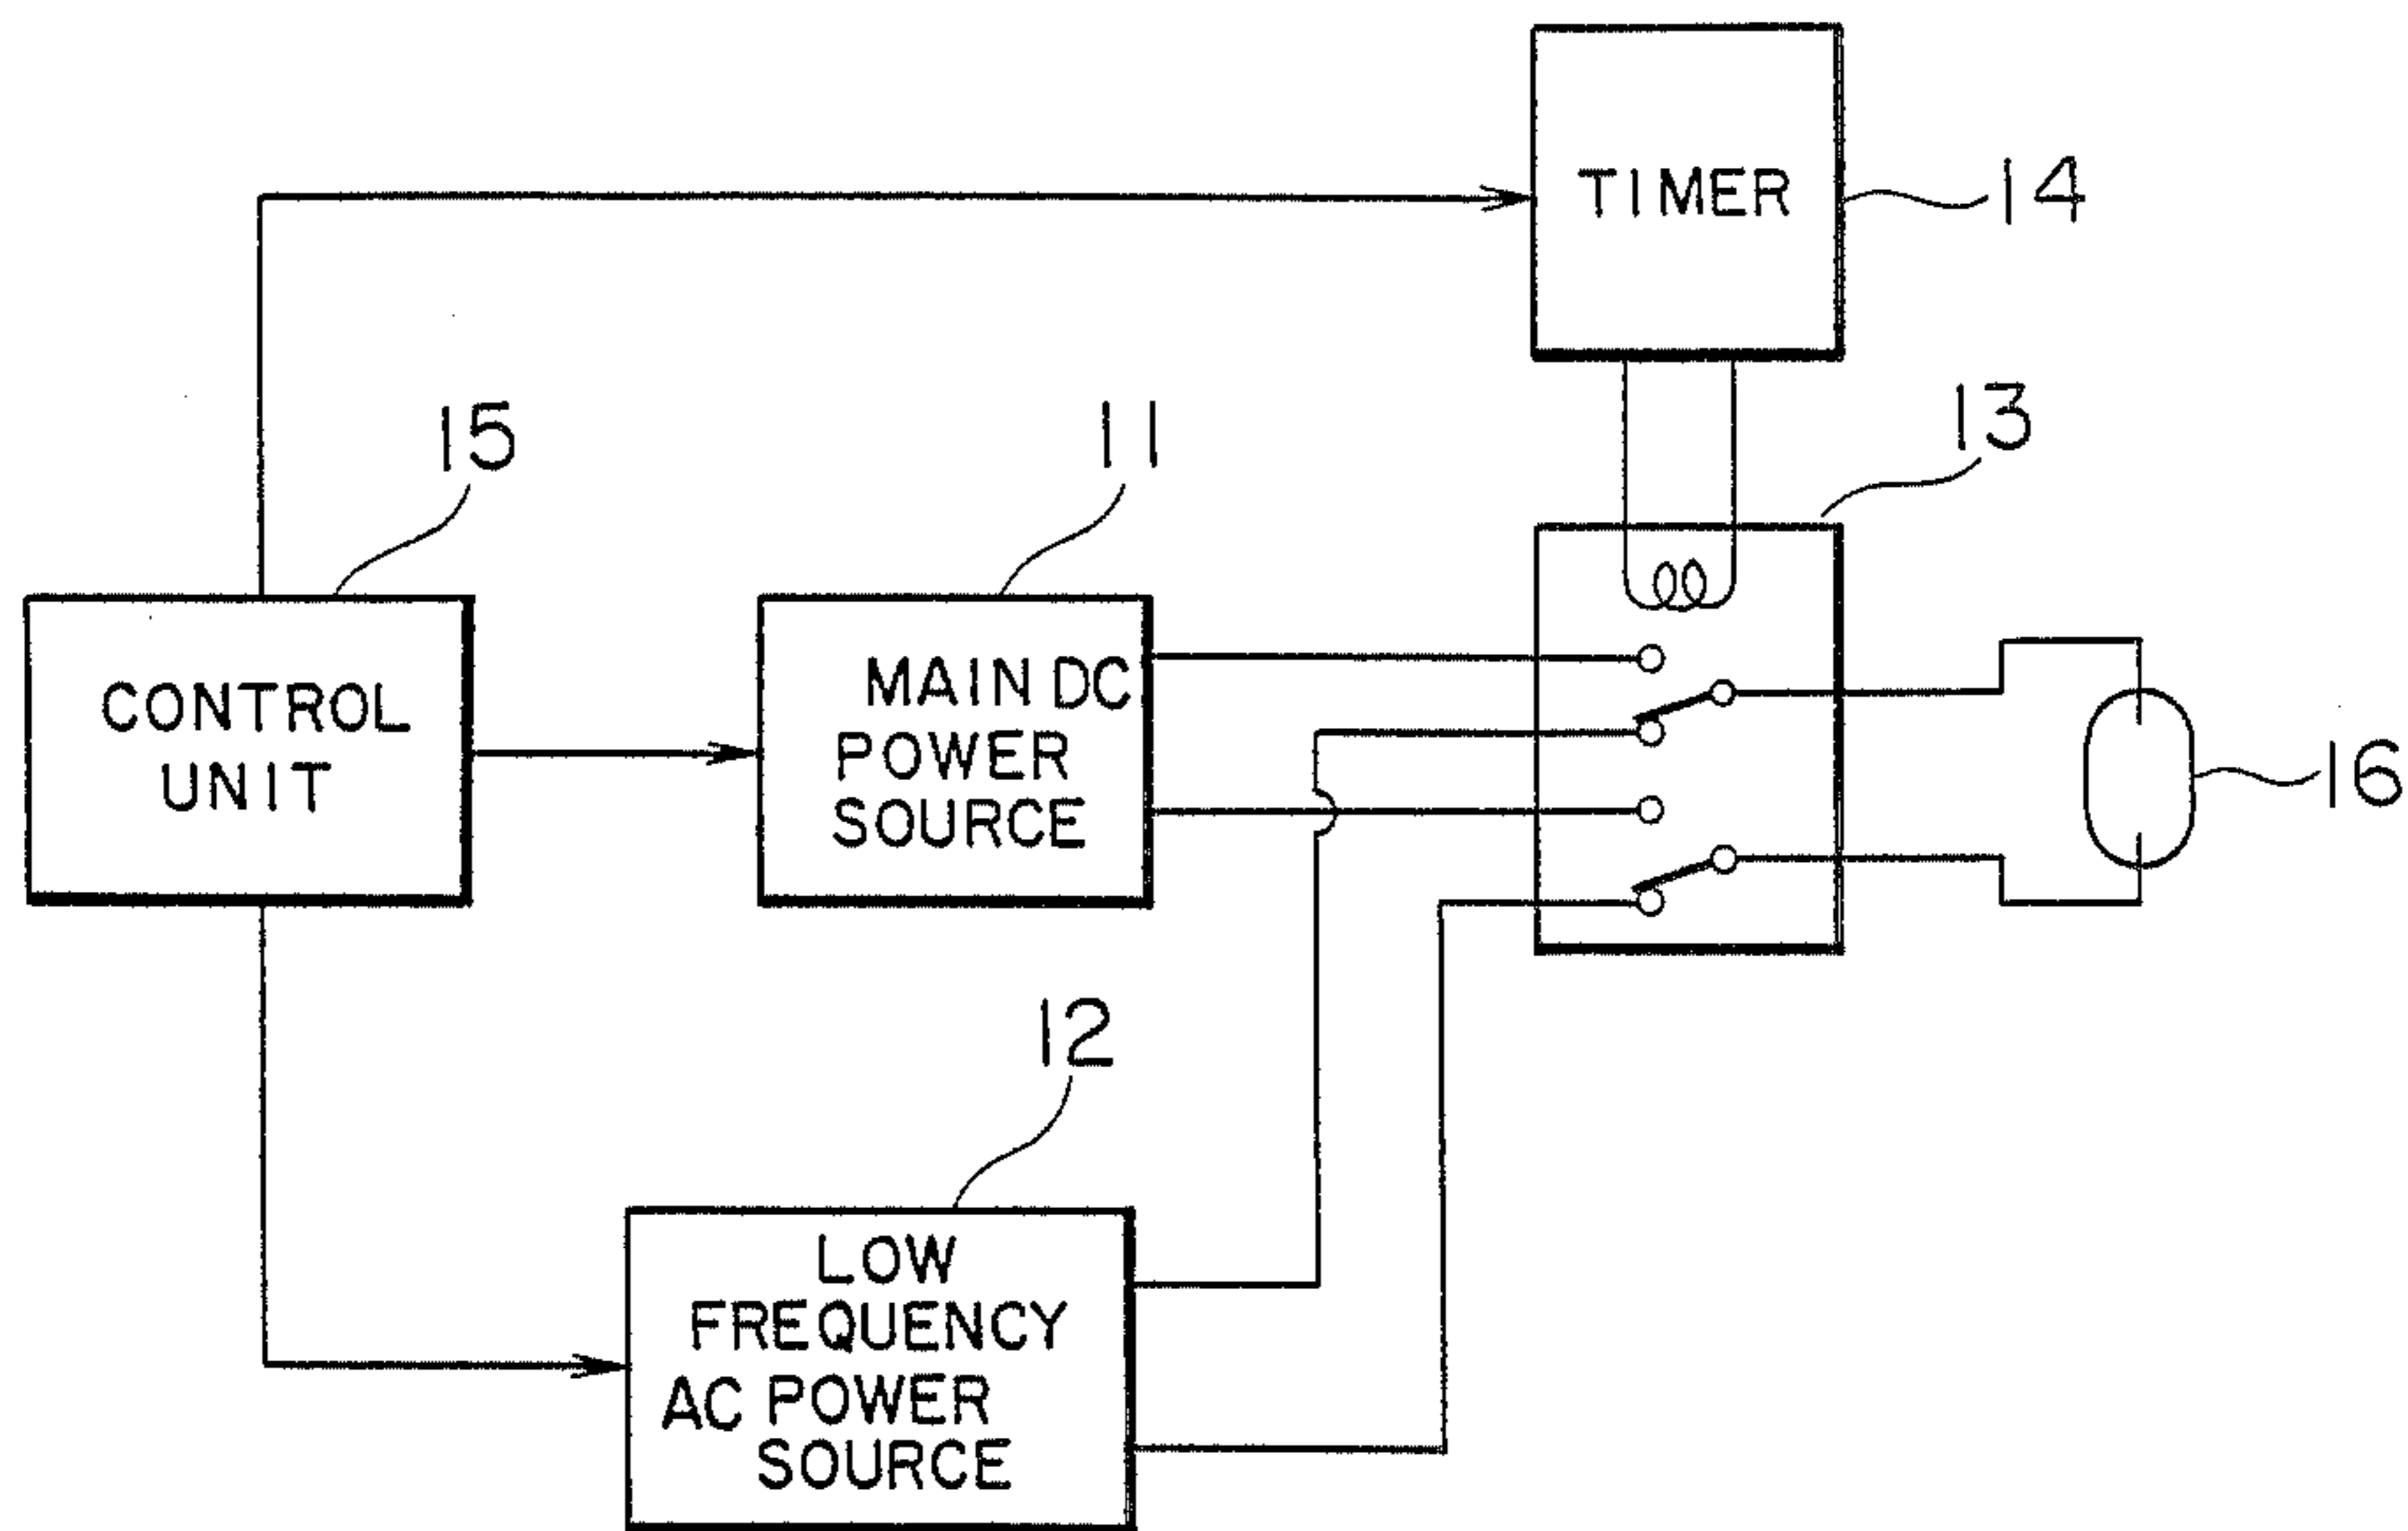 TIMER
14
13
15
11
CONTROL
UNIT
MAIN DC
POWER
SOURCE
16
12
LOW
FREQUENCY
AC POWER
SOURCE